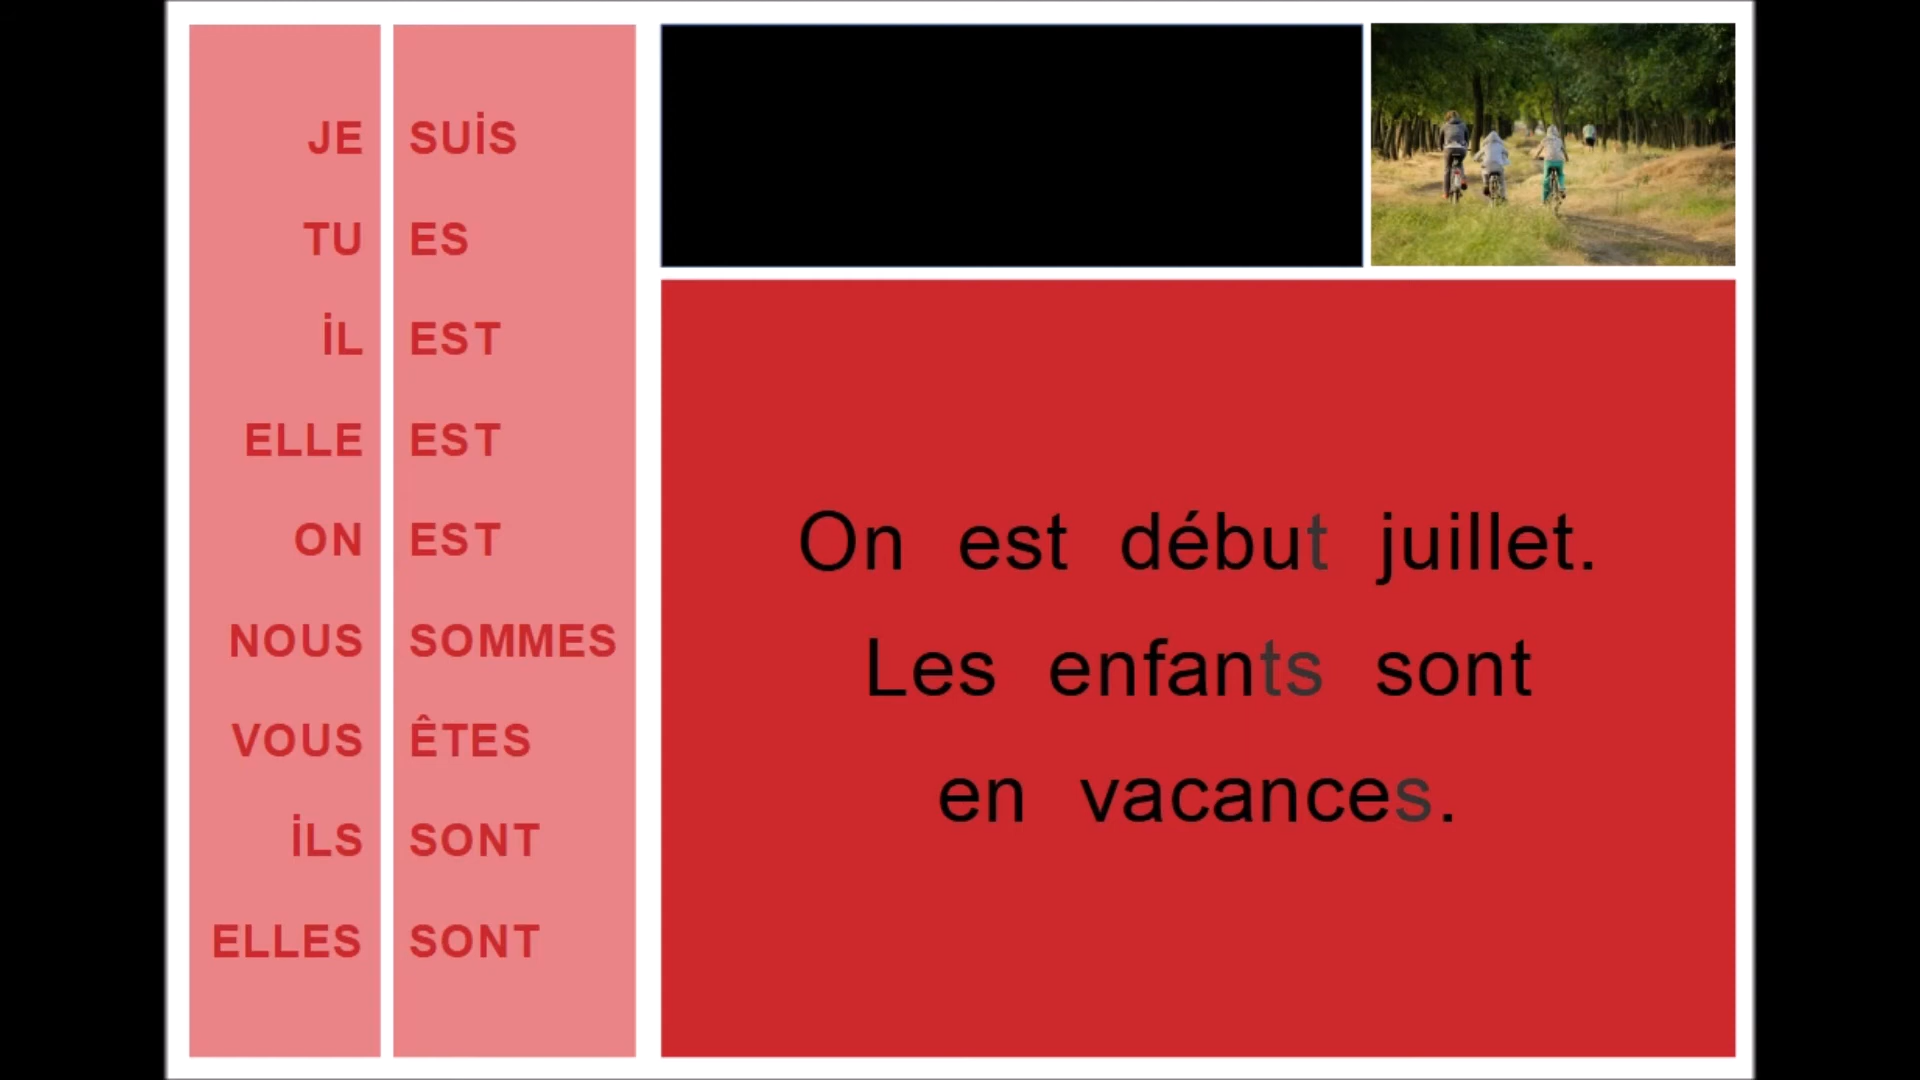 JE SUİS
TU ES
İL EST
ELLE EST
ON EST
NOUS SOMMES
VOUS ÊTES
İLS SONT
ELLES SONT
On est début juillet.
Les enfants sont
en vacances.